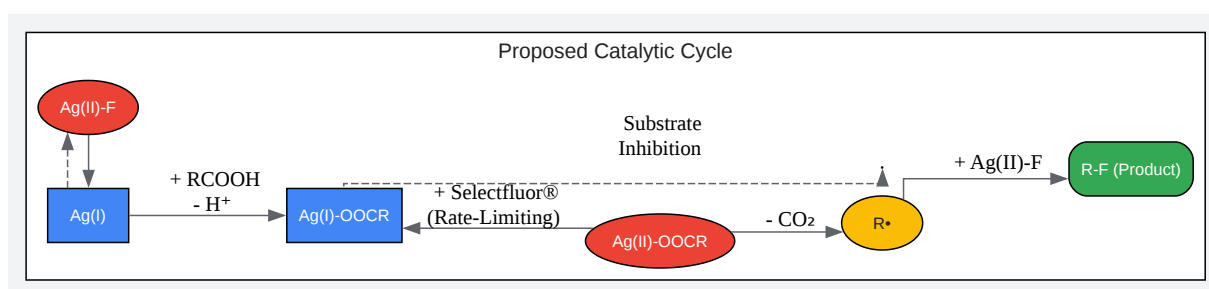 Proposed Catalytic Cycle
Ag(II)-F
Substrate
Inhibition
+ Ag(II)-F
R-F (Product)
+ RCOOH
- H⁺
+ Selectfluor®
(Rate-Limiting)
Ag(I)
Ag(I)-OOCR
Ag(II)-OOCR
- CO₂
R•